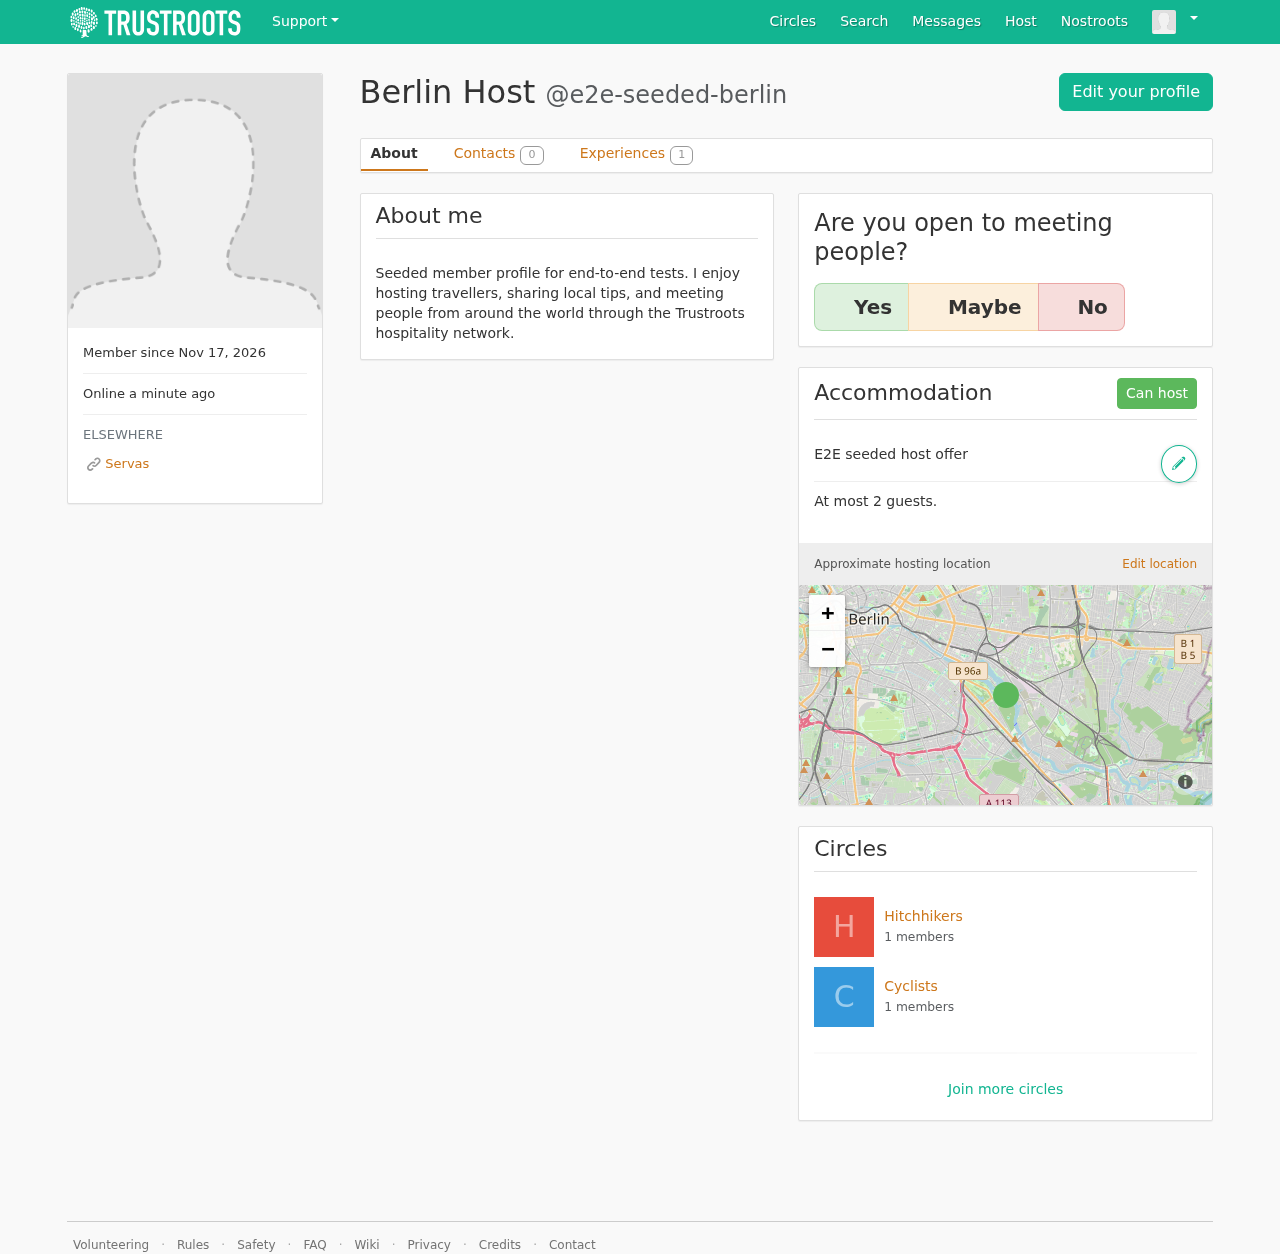 TRUSTROOTS
Support
Circles
Search
Messages
Host
Nostroots
Berlin Host @e2e-seeded-berlin
Edit your profile
Member since Nov 17, 2026
Online a minute ago
ELSEWHERE
Servas
About
Contacts 0
Experiences 1
About me
Seeded member profile for end-to-end tests. I enjoy
hosting travellers, sharing local tips, and meeting
people from around the world through the Trustroots
hospitality network.
Are you open to meeting
people?
Yes
Maybe
No
Accommodation
Can host
E2E seeded host offer
At most 2 guests.
Approximate hosting location
Edit location
+
−
Berlin
B 1
B 5
B 96a
A 113
Circles
H
Hitchhikers
1 members
C
Cyclists
1 members
Join more circles
Volunteering · Rules · Safety · FAQ · Wiki · Privacy · Credits · Contact